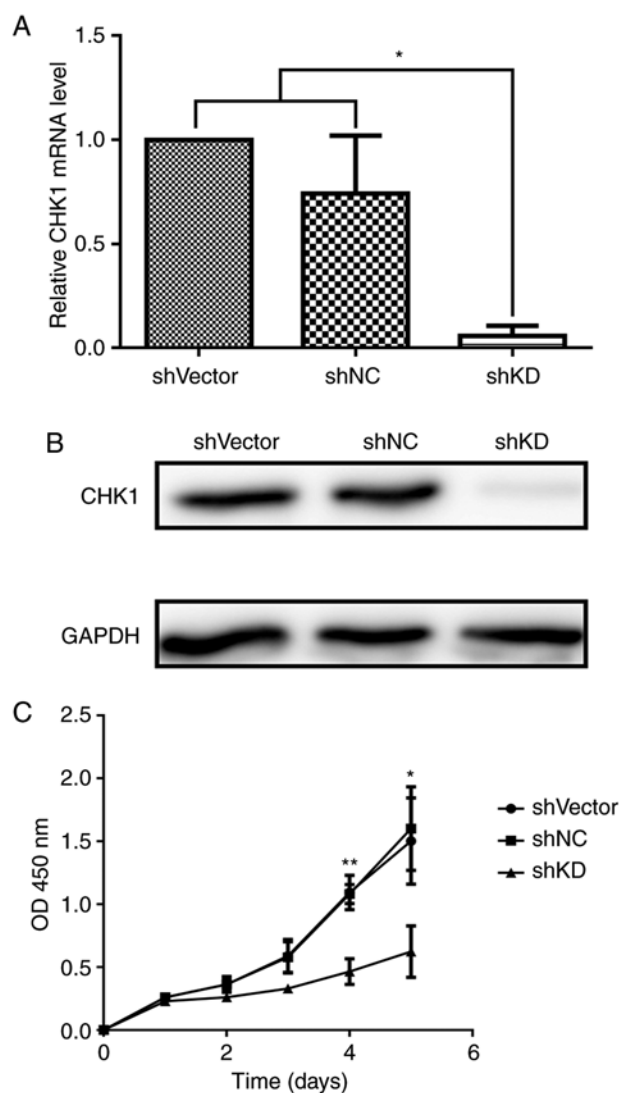 A
Relative CHK1 mRNA level
1.5
1.0
0.5
0.0
*
shVector
shNC
shKD
B
shVector shNC shKD
CHK1
GAPDH
C
OD 450 nm
2.5
2.0
1.5
1.0
0.5
0.0
**
*
0 2 4 6
Time (days)
shVector
shNC
shKD